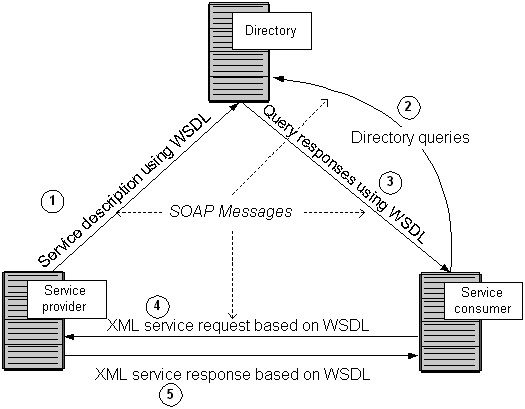 Directory
2
Directory queries
Query responses using WSDL
3
Service description using WSDL
1
SOAP Messages
Service
provider
Service
consumer
4
XML service request based on WSDL
XML service response based on WSDL
5